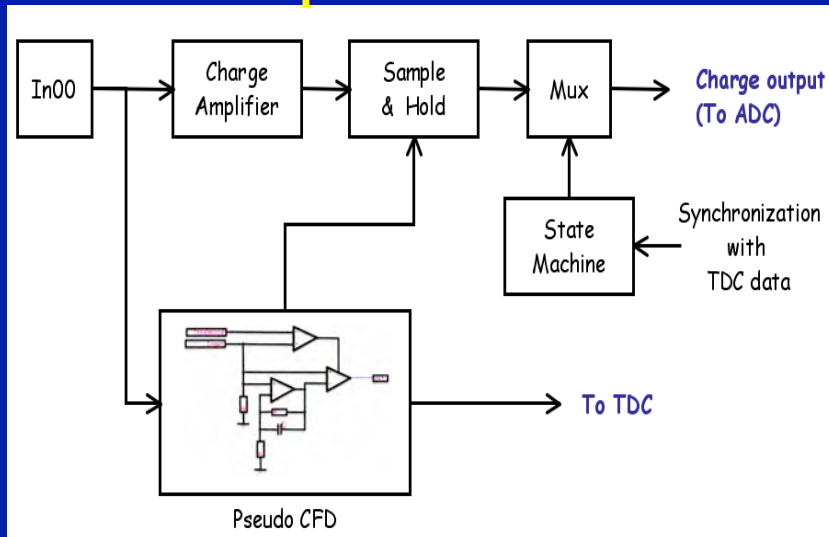 In00
Charge
Amplifier
Sample
& Hold
Mux
Charge output
(To ADC)
State
Machine
Synchronization
with
TDC data
To TDC
Pseudo CFD